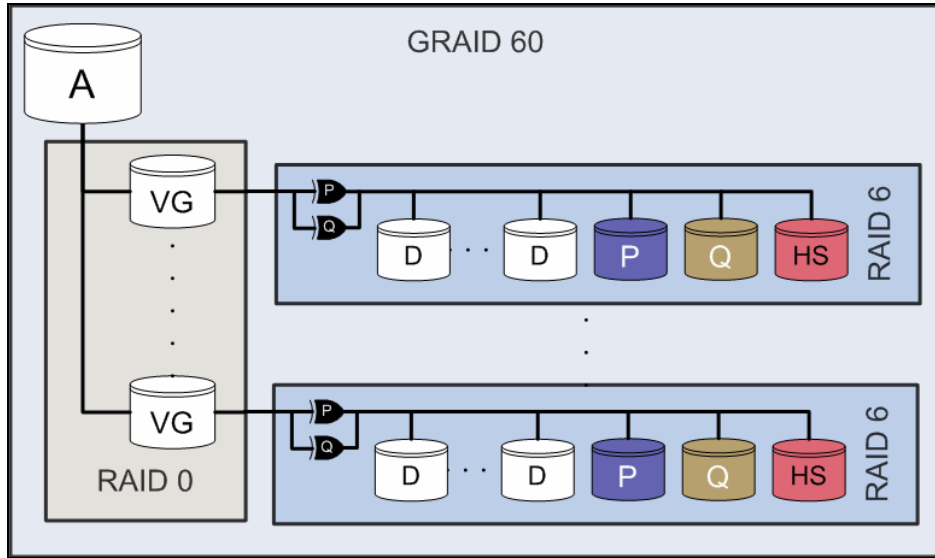 GRAID 60
A
VG
P
Q
D
. . .
D
P
Q
HS
RAID 6
VG
P
Q
D
. . .
D
P
Q
HS
RAID 6
RAID 0